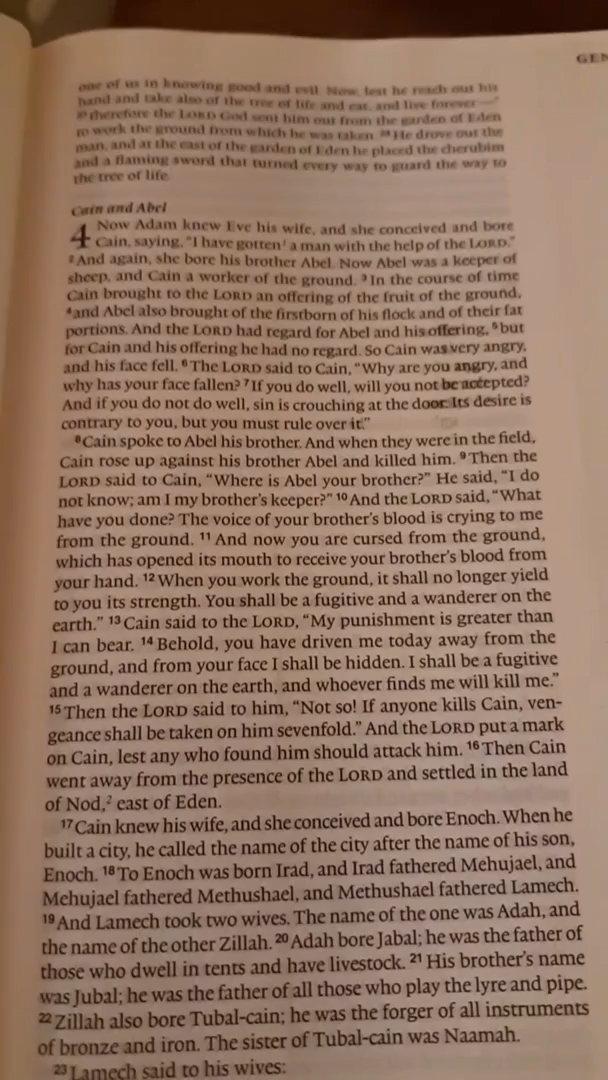 GEN
one of us in knowing good and evil. Now, lest he reach out his
hand and take also of the tree of life and eat, and live forever—”
²³ therefore the LORD God sent him out from the garden of Eden
to work the ground from which he was taken. ²⁴ He drove out the
man, and at the east of the garden of Eden he placed the cherubim
and a flaming sword that turned every way to guard the way to
the tree of life.
Cain and Abel
4 Now Adam knew Eve his wife, and she conceived and bore
Cain, saying, “I have gotten¹ a man with the help of the LORD.”
² And again, she bore his brother Abel. Now Abel was a keeper of
sheep, and Cain a worker of the ground. ³ In the course of time
Cain brought to the LORD an offering of the fruit of the ground,
⁴ and Abel also brought of the firstborn of his flock and of their fat
portions. And the LORD had regard for Abel and his offering, ⁵ but
for Cain and his offering he had no regard. So Cain was very angry,
and his face fell. ⁶ The LORD said to Cain, “Why are you angry, and
why has your face fallen? ⁷ If you do well, will you not be accepted?
And if you do not do well, sin is crouching at the door. Its desire is
contrary to you, but you must rule over it.”
⁸ Cain spoke to Abel his brother. And when they were in the field,
Cain rose up against his brother Abel and killed him. ⁹ Then the
LORD said to Cain, “Where is Abel your brother?” He said, “I do
not know; am I my brother’s keeper?” ¹⁰ And the LORD said, “What
have you done? The voice of your brother’s blood is crying to me
from the ground. ¹¹ And now you are cursed from the ground,
which has opened its mouth to receive your brother’s blood from
your hand. ¹² When you work the ground, it shall no longer yield
to you its strength. You shall be a fugitive and a wanderer on the
earth.” ¹³ Cain said to the LORD, “My punishment is greater than
I can bear. ¹⁴ Behold, you have driven me today away from the
ground, and from your face I shall be hidden. I shall be a fugitive
and a wanderer on the earth, and whoever finds me will kill me.”
¹⁵ Then the LORD said to him, “Not so! If anyone kills Cain, ven-
geance shall be taken on him sevenfold.” And the LORD put a mark
on Cain, lest any who found him should attack him. ¹⁶ Then Cain
went away from the presence of the LORD and settled in the land
of Nod,² east of Eden.
¹⁷ Cain knew his wife, and she conceived and bore Enoch. When he
built a city, he called the name of the city after the name of his son,
Enoch. ¹⁸ To Enoch was born Irad, and Irad fathered Mehujael, and
Mehujael fathered Methushael, and Methushael fathered Lamech.
¹⁹ And Lamech took two wives. The name of the one was Adah, and
the name of the other Zillah. ²⁰ Adah bore Jabal; he was the father of
those who dwell in tents and have livestock. ²¹ His brother’s name
was Jubal; he was the father of all those who play the lyre and pipe.
²² Zillah also bore Tubal-cain; he was the forger of all instruments
of bronze and iron. The sister of Tubal-cain was Naamah.
²³ Lamech said to his wives: